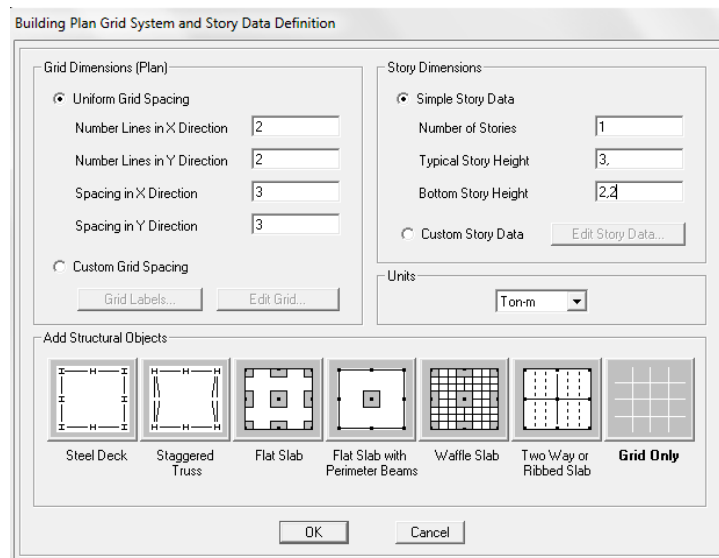 Building Plan Grid System and Story Data Definition
Grid Dimensions (Plan)
Uniform Grid Spacing
Number Lines in X Direction 2
Number Lines in Y Direction 2
Spacing in X Direction 3
Spacing in Y Direction 3
Custom Grid Spacing
Grid Labels... Edit Grid...
Story Dimensions
Simple Story Data
Number of Stories 1
Typical Story Height 3,
Bottom Story Height 2,2
Custom Story Data Edit Story Data...
Units
Ton-m
Add Structural Objects
Steel Deck
Staggered
Truss
Flat Slab
Flat Slab with
Perimeter Beams
Waffle Slab
Two Way or
Ribbed Slab
Grid Only
OK Cancel